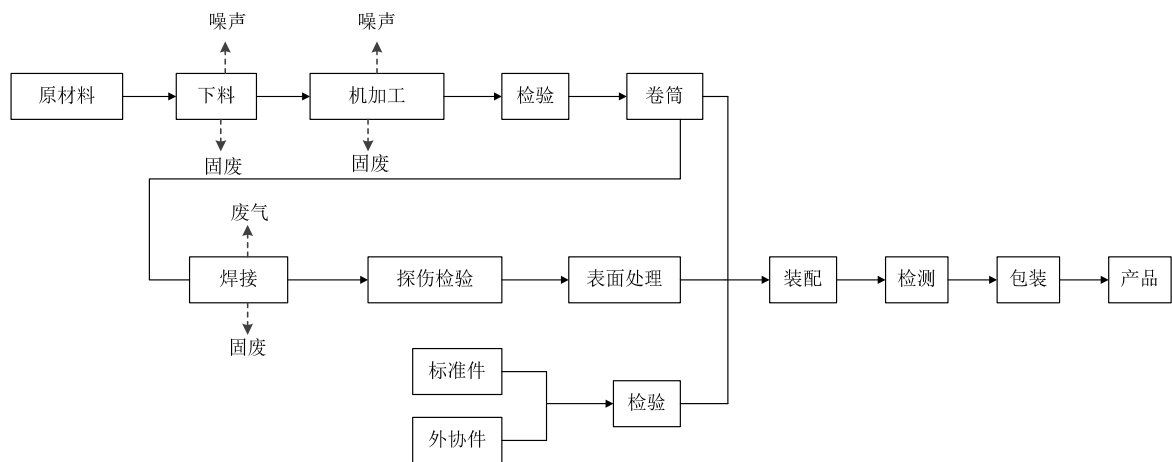 噪声
噪声
原材料
下料
机加工
检验
卷筒
固废
固废
废气
焊接
探伤检验
表面处理
装配
检测
包装
产品
固废
标准件
检验
外协件